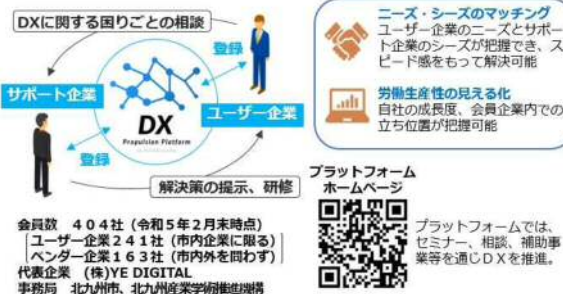 DXに関する困りごとの相談
登録
サポート企業
ユーザー企業
DX
Propulsion Platform
登録
解決策の提示、研修
会員数 404社（令和5年2月末時点）
ユーザー企業241社（市内企業に限る）
ベンダー企業163社（市内外を問わず）
代表企業 (株)YE DIGITAL
事務局 北九州市、北九州産業学術推進機構
ニーズ・シーズのマッチング
ユーザー企業のニーズとサポー
ト企業のシーズが把握でき、ス
ピード感をもって解決可能
労働生産性の見える化
自社の成長度、会員企業内での
立ち位置が把握可能
プラットフォーム
ホームページ
プラットフォームでは、
セミナー、相談、補助事
業等を通じDXを推進。